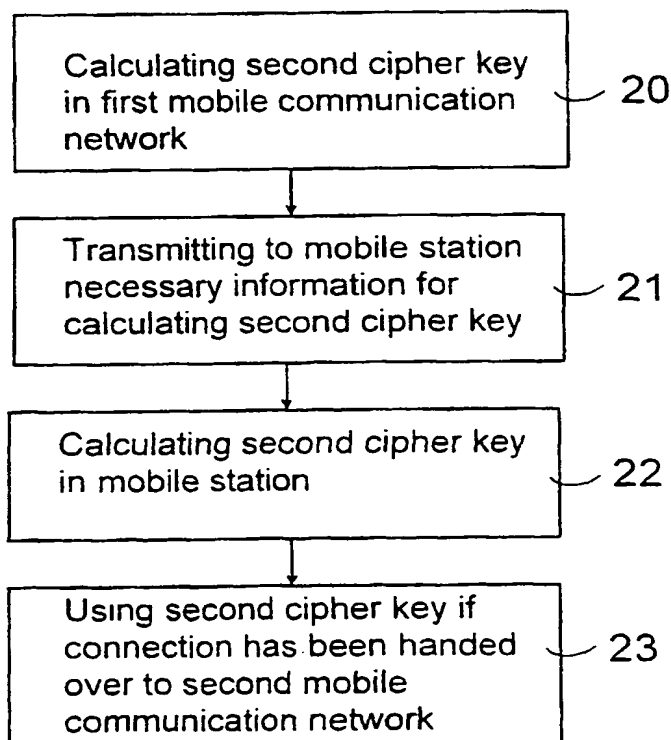 Calculating second cipher key
in first mobile communication
network
20
Transmitting to mobile station
necessary information for
calculating second cipher key
21
Calculating second cipher key
in mobile station
22
Using second cipher key if
connection has been handed
over to second mobile
communication network
23